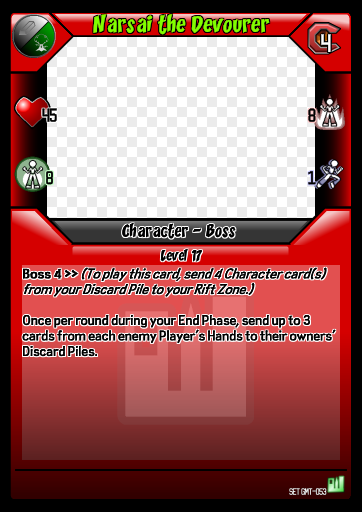 Narsai the Devourer
4
45
8
8
1
Character - Boss
Level 17
Boss 4 >> (To play this card, send 4 Character card(s)
from your Discard Pile to your Rift Zone.)
Once per round during your End Phase, send up to 3
cards from each enemy Player's Hands to their owners'
Discard Piles.
SET GMT-053